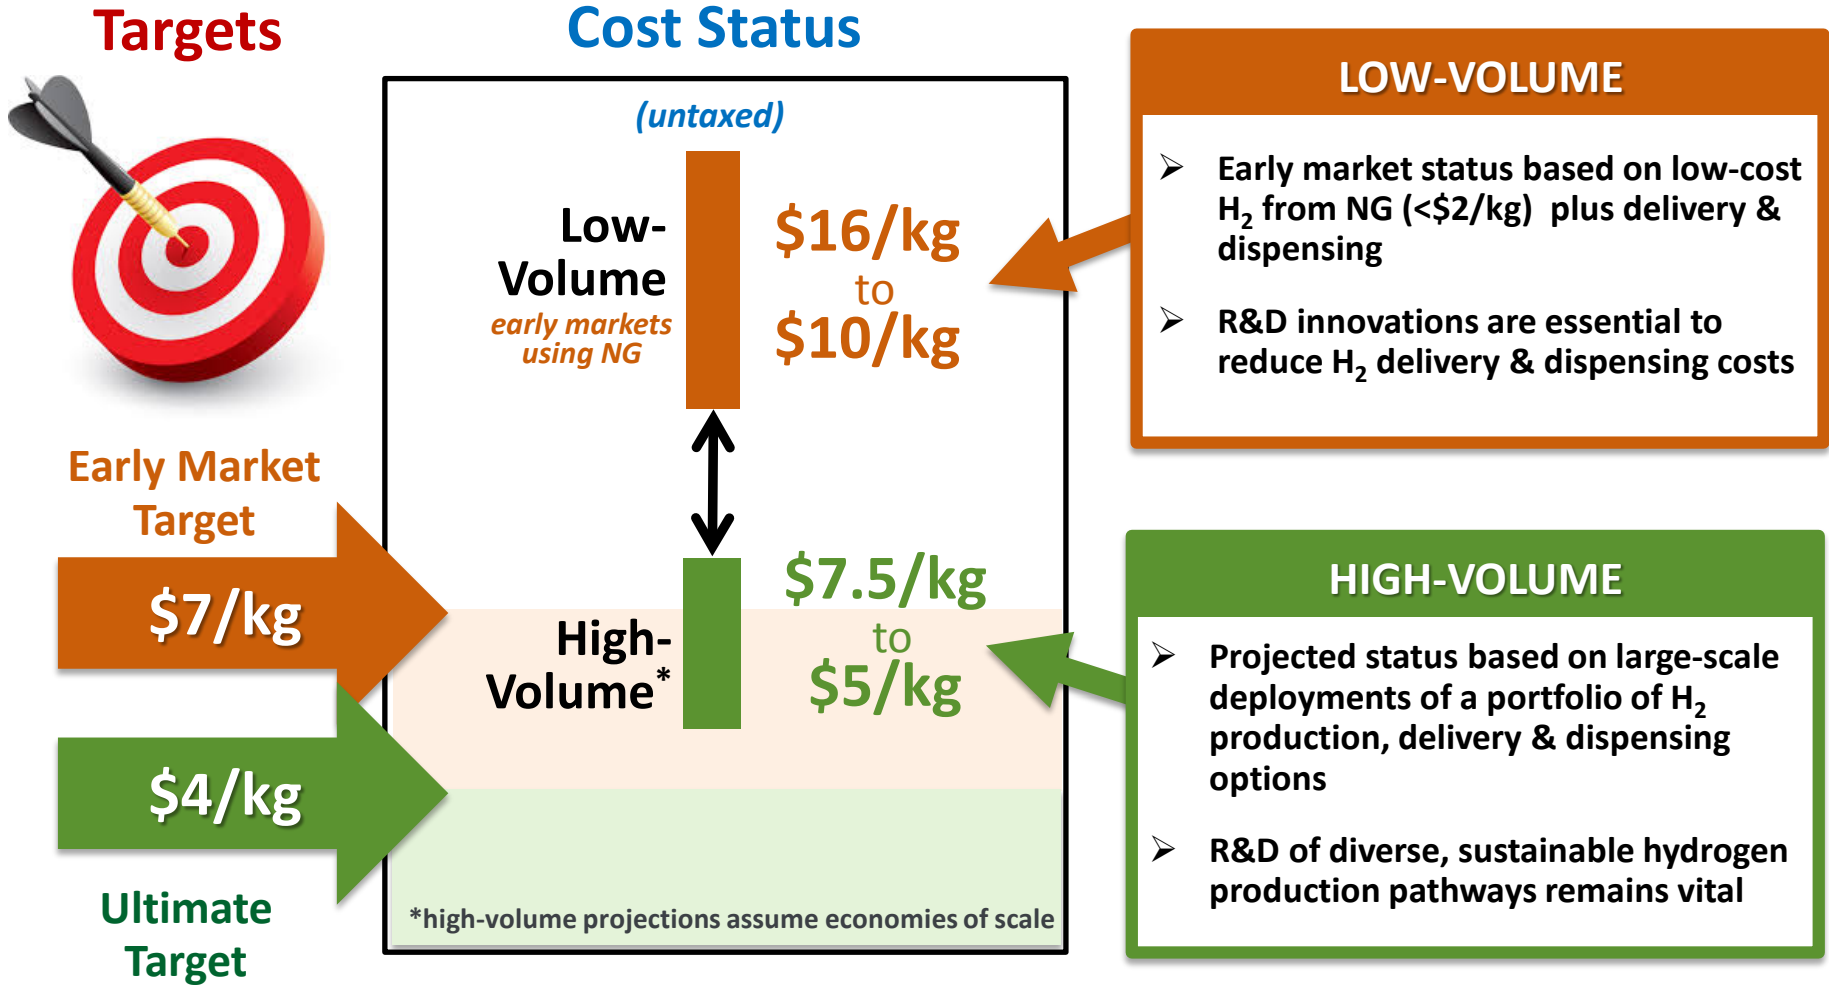 Targets
Early Market
Target
$7/kg
$4/kg
Ultimate
Target
Cost Status
(untaxed)
Low-
Volume
early markets
using NG
$16/kg
to
$10/kg
High-
Volume*
$7.5/kg
to
$5/kg
*high-volume projections assume economies of scale
LOW-VOLUME
➢ Early market status based on low-cost
H₂ from NG (<$2/kg) plus delivery &
dispensing
➢ R&D innovations are essential to
reduce H₂ delivery & dispensing costs
HIGH-VOLUME
➢ Projected status based on large-scale
deployments of a portfolio of H₂
production, delivery & dispensing
options
➢ R&D of diverse, sustainable hydrogen
production pathways remains vital